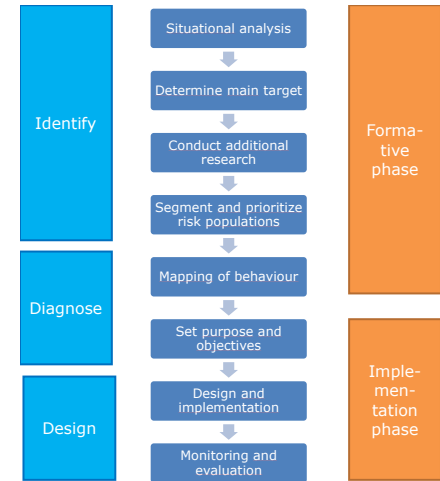 Identify
Diagnose
Design
Situational analysis
Determine main target
Conduct additional
research
Segment and prioritize
risk populations
Mapping of behaviour
Set purpose and
objectives
Design and
implementation
Monitoring and
evaluation
Forma-
tive
phase
Imple-
men-
tation
phase